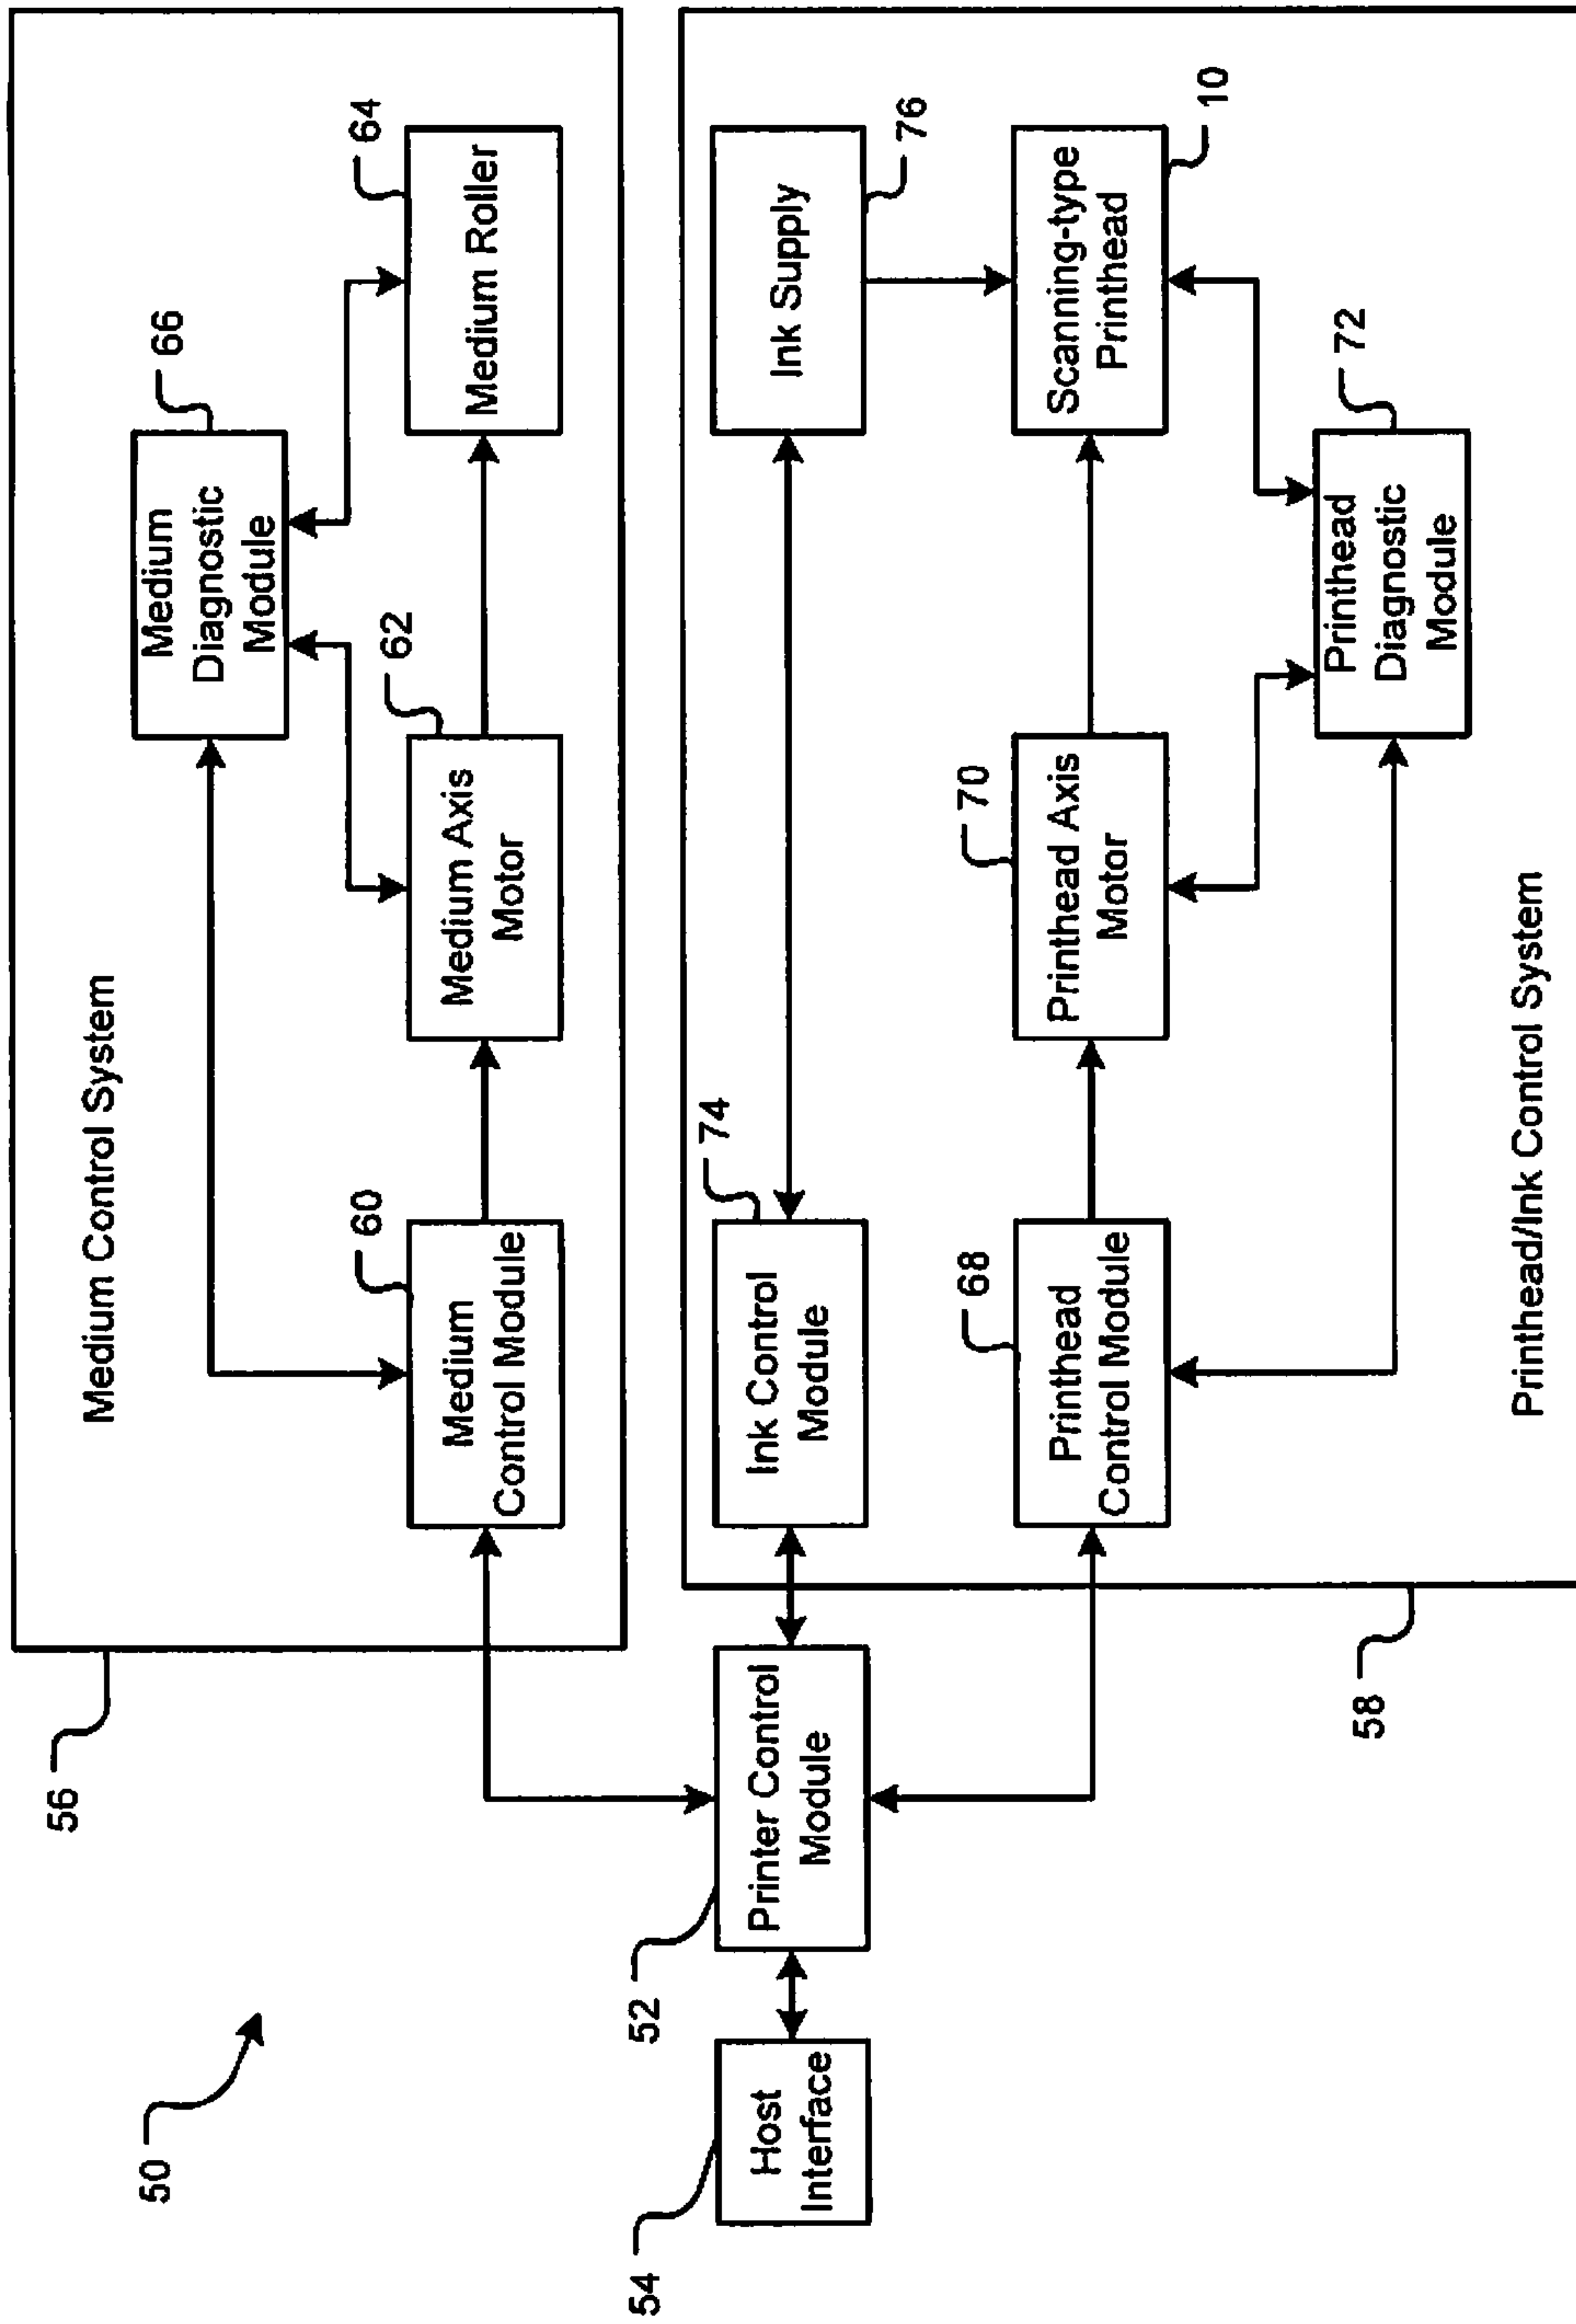 50
54
Host
Interface
52
Printer Control
Module
56
Medium Control System
60
Medium
Control Module
62
Medium Axis
Motor
66
Medium
Diagnostic
Module
64
Medium Roller
58
74
Ink Control
Module
76
Ink Supply
68
Printhead
Control Module
70
Printhead Axis
Motor
10
Scanning-type
Printhead
72
Printhead
Diagnostic
Module
Printhead/Ink Control System